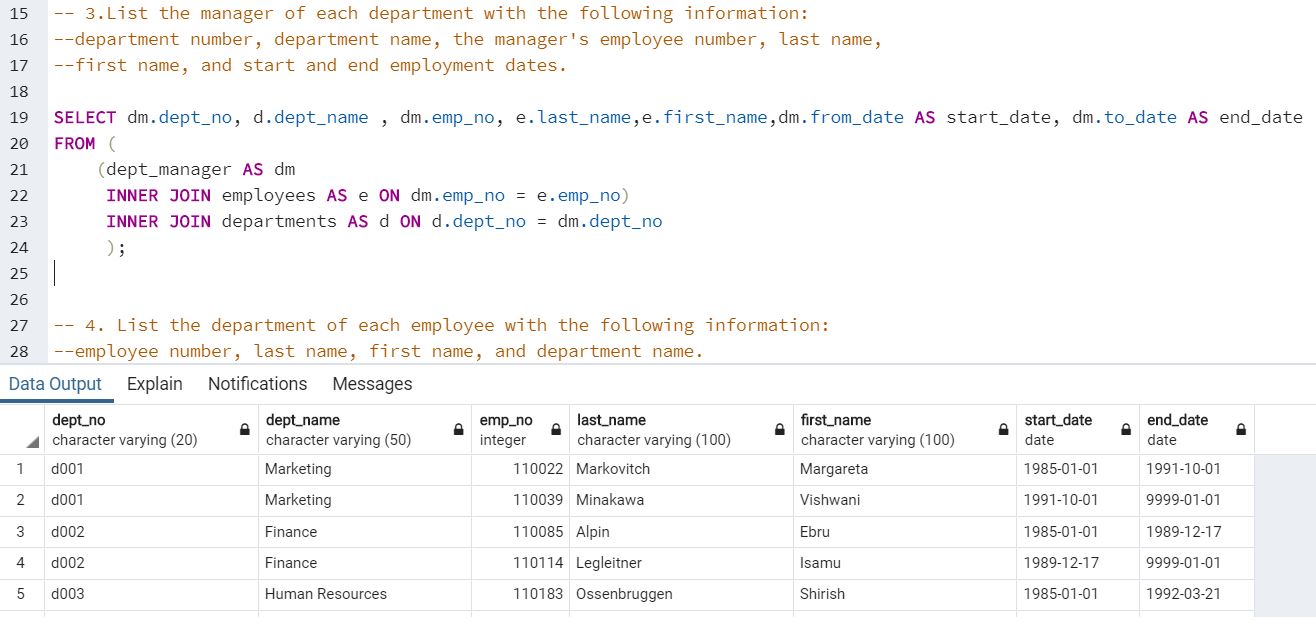 15 -- 3.List the manager of each department with the following information:
16 --department number, department name, the manager's employee number, last name,
17 --first name, and start and end employment dates.
18
19 SELECT dm.dept_no, d.dept_name , dm.emp_no, e.last_name,e.first_name,dm.from_date AS start_date, dm.to_date AS end_date
20 FROM (
21 (dept_manager AS dm
22 INNER JOIN employees AS e ON dm.emp_no = e.emp_no)
23 INNER JOIN departments AS d ON d.dept_no = dm.dept_no
24 );
25
26
27 -- 4. List the department of each employee with the following information:
28 --employee number, last name, first name, and department name.
Data Output Explain Notifications Messages
dept_no dept_name emp_no last_name first_name start_date end_date
character varying (20) character varying (50) integer character varying (100) character varying (100) date date
1 d001 Marketing 110022 Markovitch Margareta 1985-01-01 1991-10-01
2 d001 Marketing 110039 Minakawa Vishwani 1991-10-01 9999-01-01
3 d002 Finance 110085 Alpin Ebru 1985-01-01 1989-12-17
4 d002 Finance 110114 Legleitner Isamu 1989-12-17 9999-01-01
5 d003 Human Resources 110183 Ossenbruggen Shirish 1985-01-01 1992-03-21